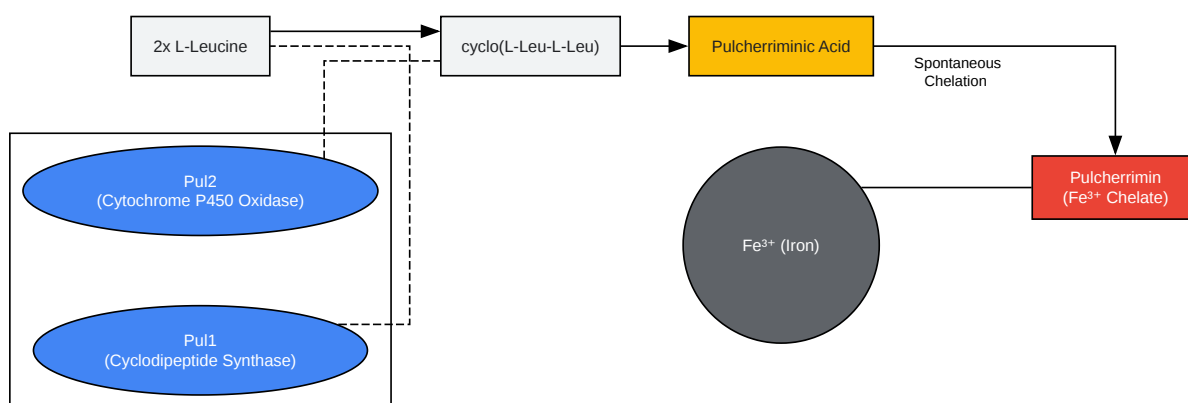 2x L-Leucine
cyclo(L-Leu-L-Leu)
Pulcherriminic Acid
Spontaneous
Chelation
Pul2
(Cytochrome P450 Oxidase)
Pulcherrimin
(Fe³⁺ Chelate)
Fe³⁺ (Iron)
Pul1
(Cyclodipeptide Synthase)